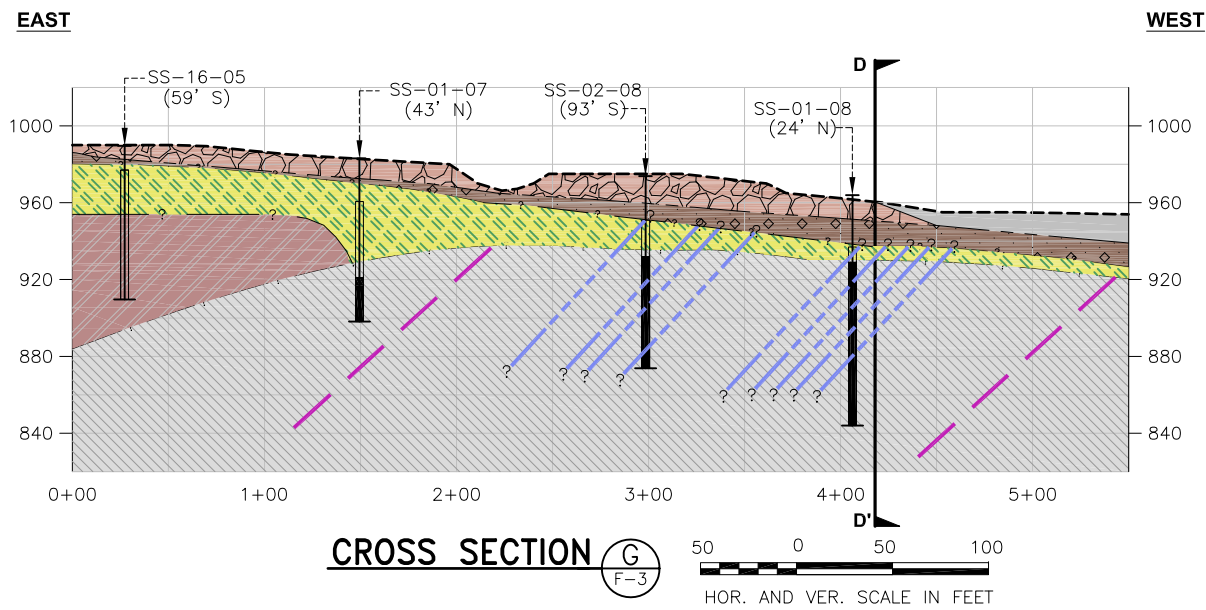 EAST
WEST
SS-16-05
(59' S)
SS-01-07
(43' N)
SS-02-08
(93' S)
SS-01-08
(24' N)
D
1000
1000
960
960
920
920
880
880
840
840
? ? ? ? ? ? ? ? ?
? ? ? ? ? ? ? ? ?
0+00
1+00
2+00
3+00
4+00
5+00
D'
CROSS SECTION
G
F-3
50 0 50 100
HOR. AND VER. SCALE IN FEET